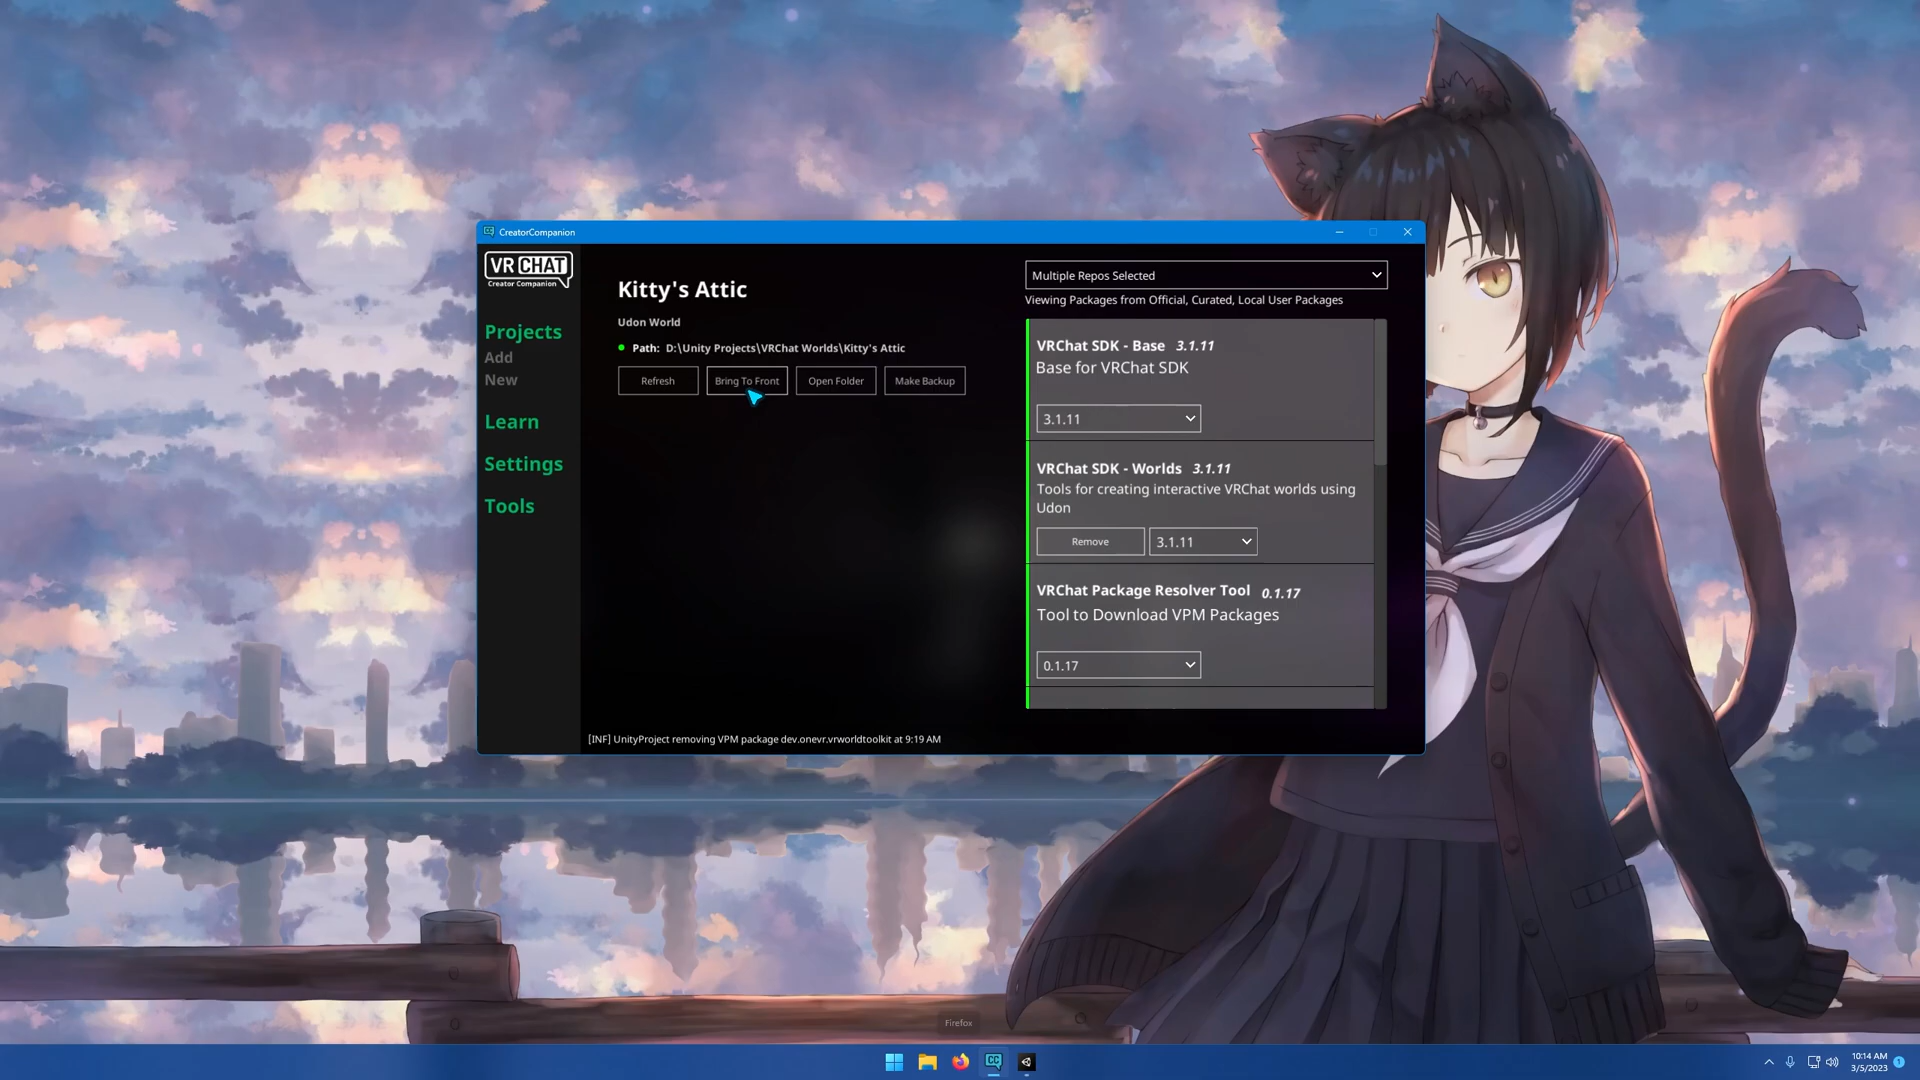 CreatorCompanion
VR CHAT
Creator Companion
Projects
Add
New
Learn
Settings
Tools
Kitty's Attic
Udon World
Path: D:\Unity Projects\VRChat Worlds\Kitty's Attic
Refresh
Bring To Front
Open Folder
Make Backup
[INF] UnityProject removing VPM package dev.onevr.vrworldtoolkit at 9:19 AM
Multiple Repos Selected
Viewing Packages from Official, Curated, Local User Packages
VRChat SDK - Base 3.1.11
Base for VRChat SDK
3.1.11
VRChat SDK - Worlds 3.1.11
Tools for creating interactive VRChat worlds using
Udon
Remove
3.1.11
VRChat Package Resolver Tool 0.1.17
Tool to Download VPM Packages
0.1.17
Firefox
CC
10:14 AM
3/5/2023
1